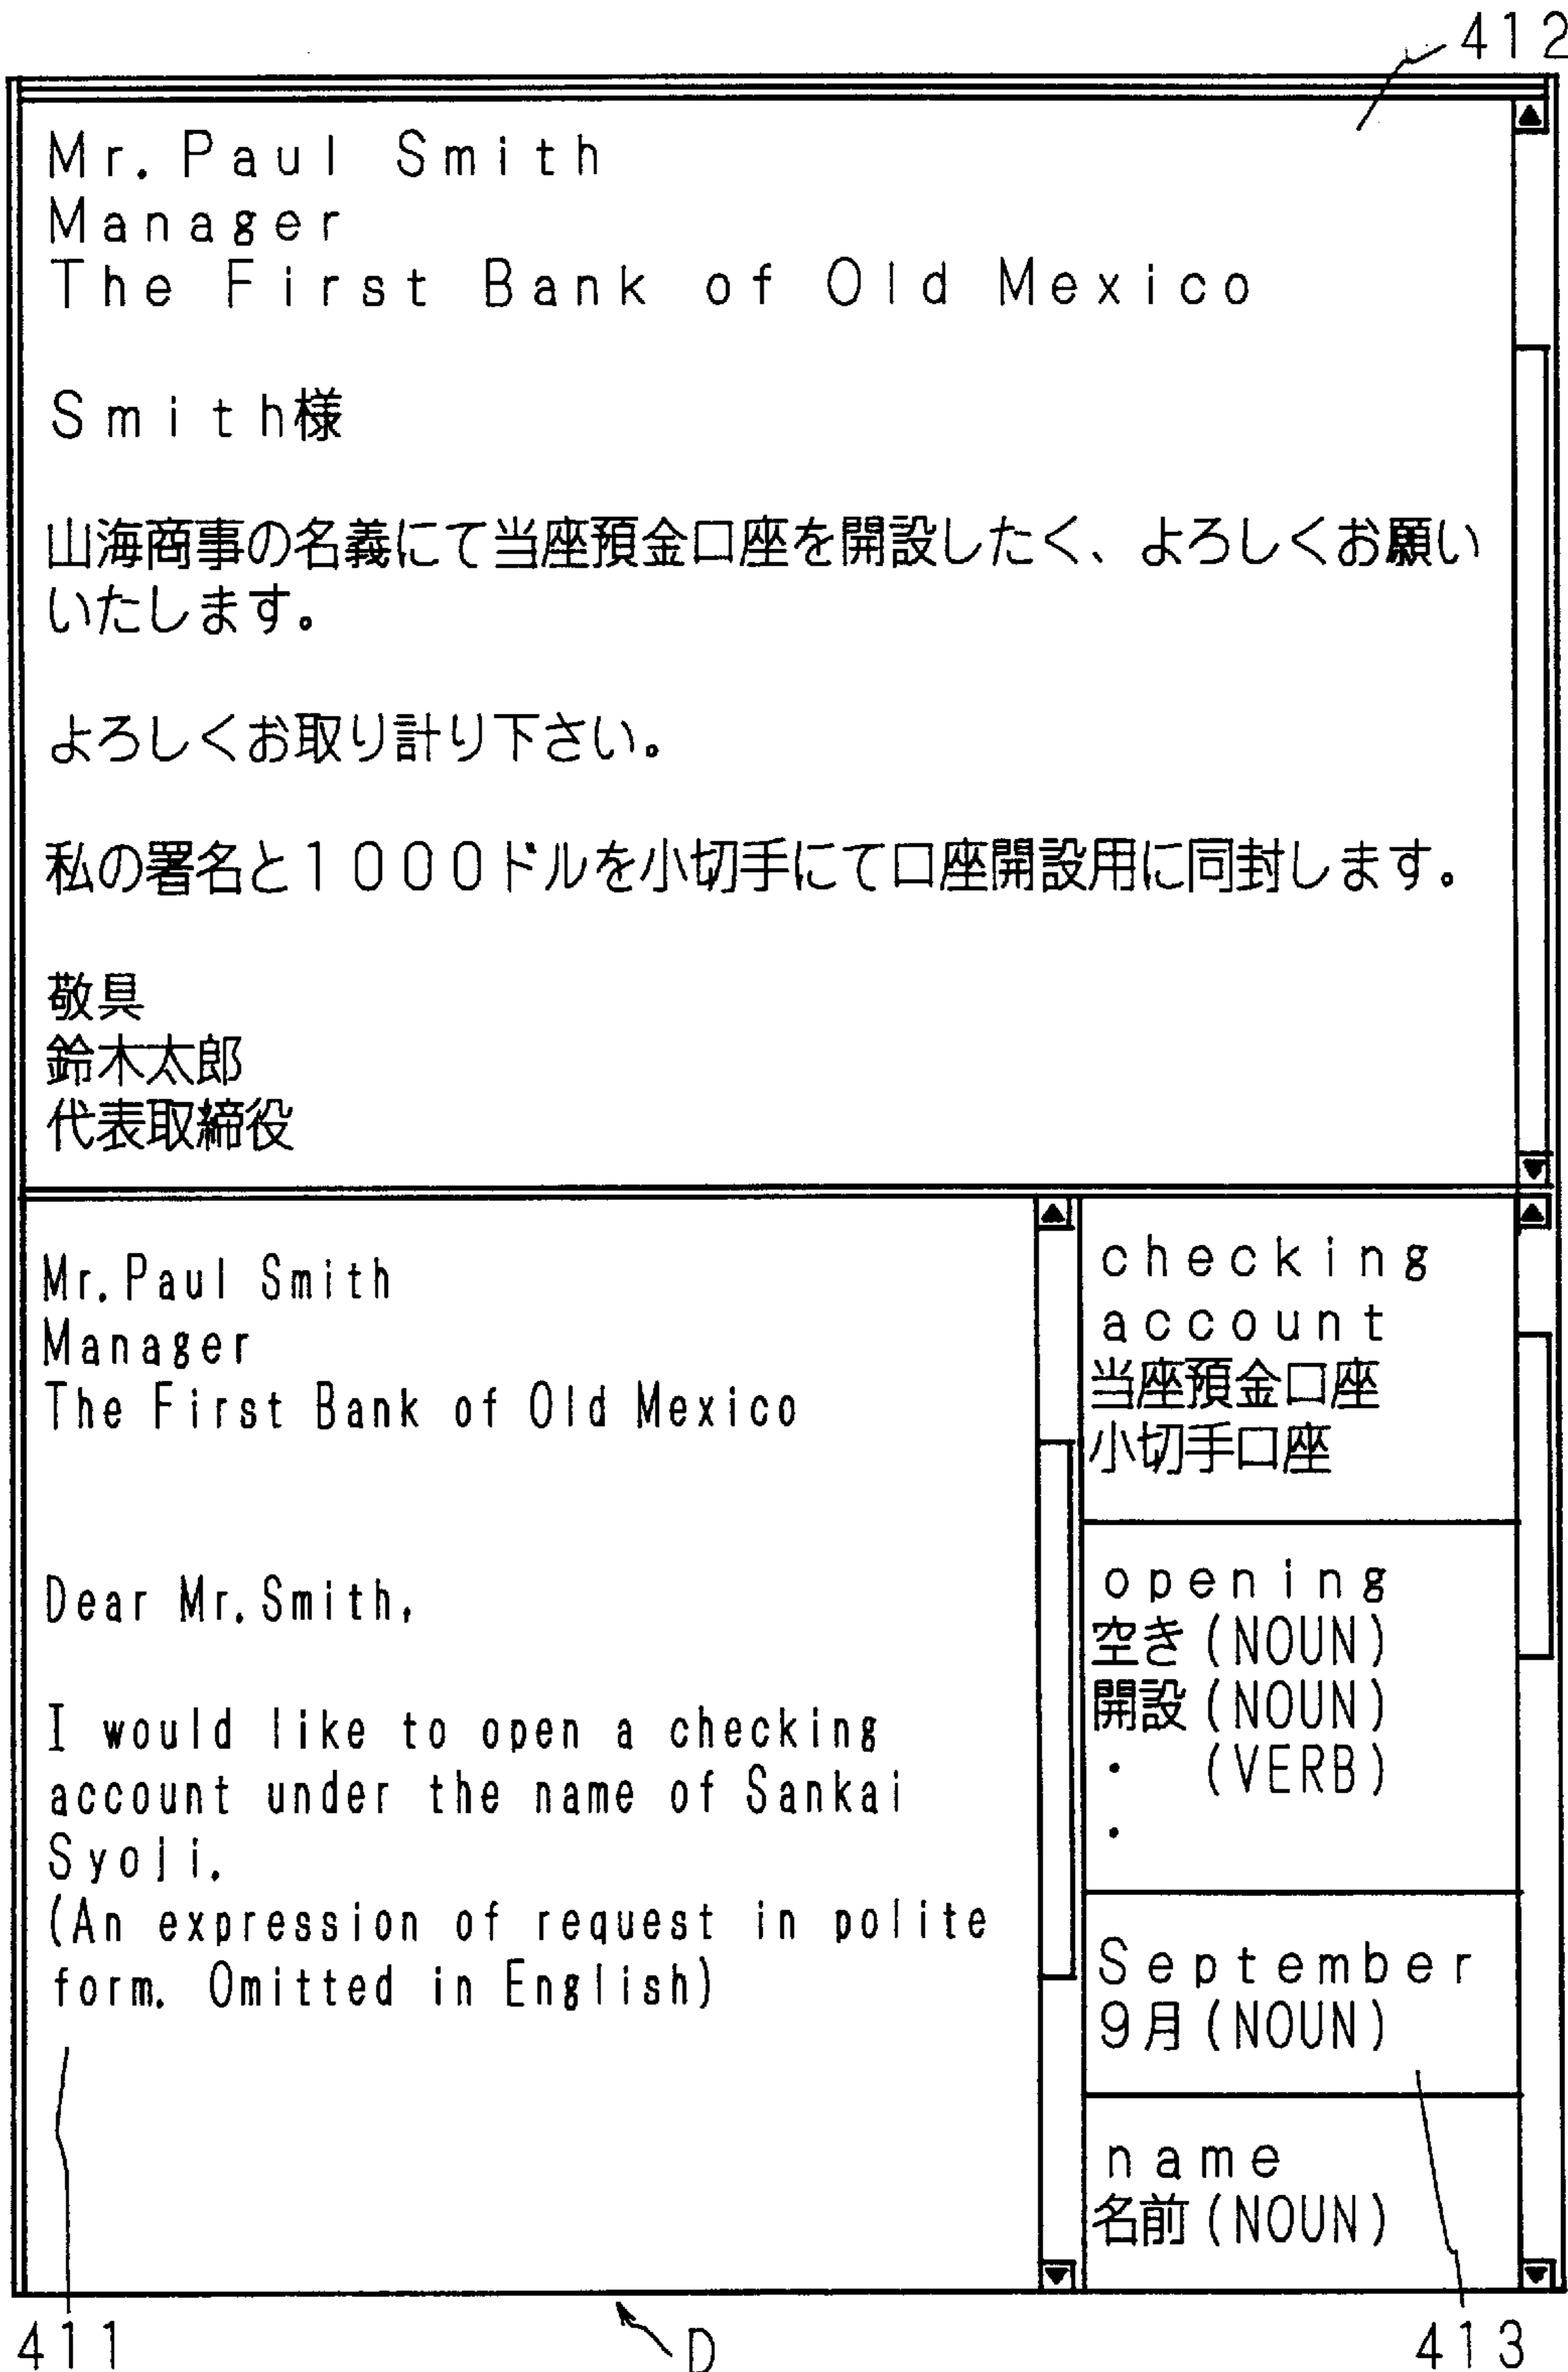 412
Mr. Paul Smith
Manager
The First Bank of Old Mexico
Smith様
山海商事の名義にて当座預金口座を開設したく、よろしくお願い
いたします。
よろしくお取り計り下さい。
私の署名と1000ドルを小切手にて口座開設用に同封します。
敬具
鈴木太郎
代表取締役
Mr. Paul Smith
Manager
The First Bank of Old Mexico
Dear Mr. Smith,
I would like to open a checking
account under the name of Sankai
Syoji.
(An expression of request in polite
form. Omitted in English)
checking
account
当座預金口座
小切手口座
opening
空き(NOUN)
開設(NOUN)
・ (VERB)
・
September
9月(NOUN)
name
名前(NOUN)
411
D
413